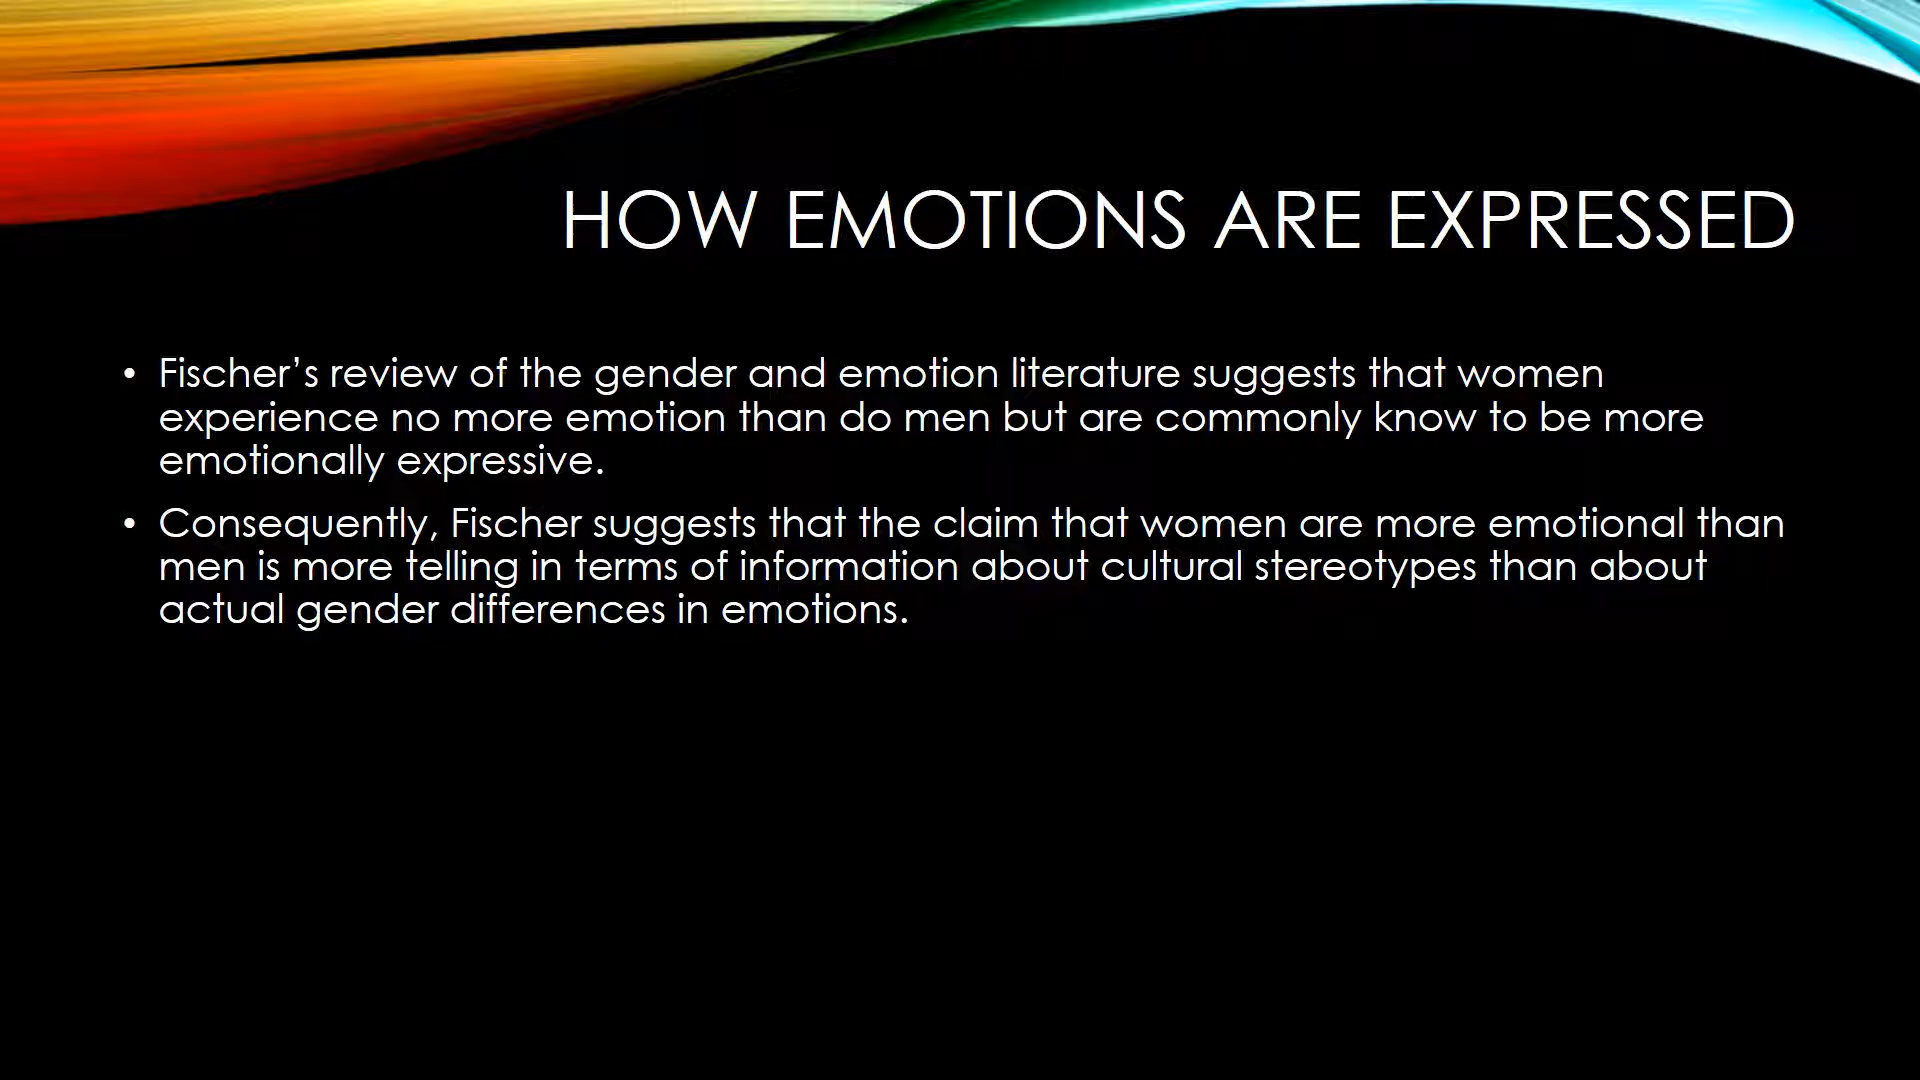 HOW EMOTIONS ARE EXPRESSED
• Fischer’s review of the gender and emotion literature suggests that women
experience no more emotion than do men but are commonly know to be more
emotionally expressive.
• Consequently, Fischer suggests that the claim that women are more emotional than
men is more telling in terms of information about cultural stereotypes than about
actual gender differences in emotions.